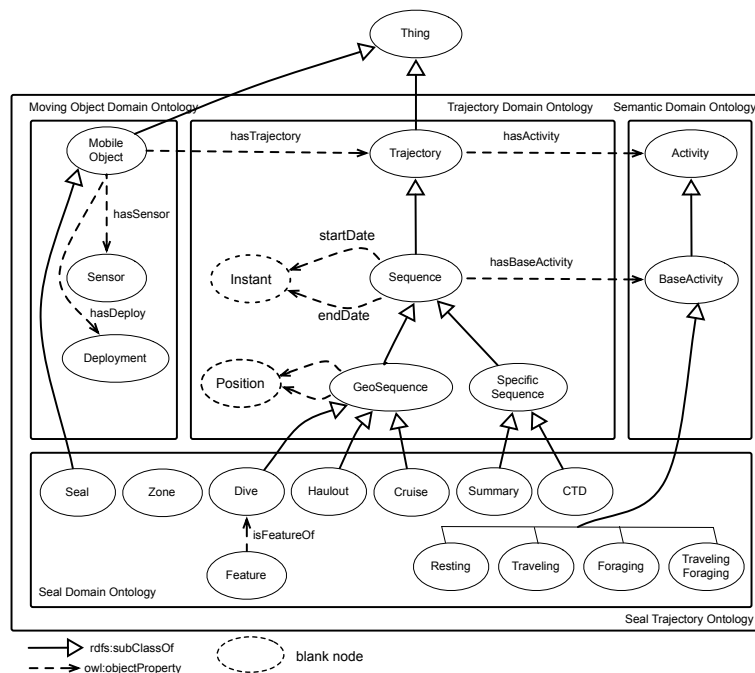 Thing
Moving Object Domain Ontology
Trajectory Domain Ontology
Semantic Domain Ontology
Mobile
Object
hasTrajectory
Trajectory
hasActivity
Activity
hasSensor
Sensor
hasDeploy
Deployment
startDate
Instant
endDate
Sequence
hasBaseActivity
BaseActivity
Position
GeoSequence
Specific
Sequence
Seal
Zone
Dive
Haulout
Cruise
Summary
CTD
isFeatureOf
Feature
Resting
Traveling
Foraging
Traveling
Foraging
Seal Domain Ontology
Seal Trajectory Ontology
rdfs:subClassOf
owl:objectProperty
blank node